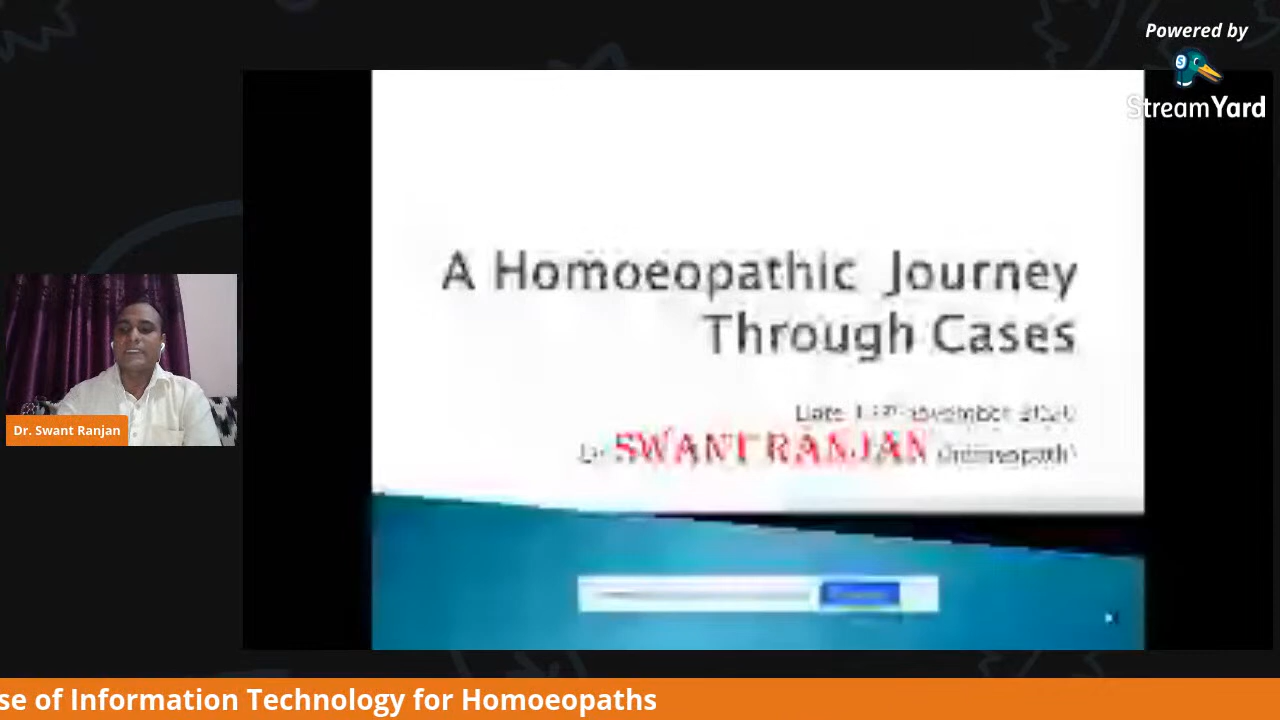 Powered by
StreamYard
A Homoeopathic Journey
Through Cases
SWANT RANJAN
Dr. Swant Ranjan
se of Information Technology for Homoeopaths